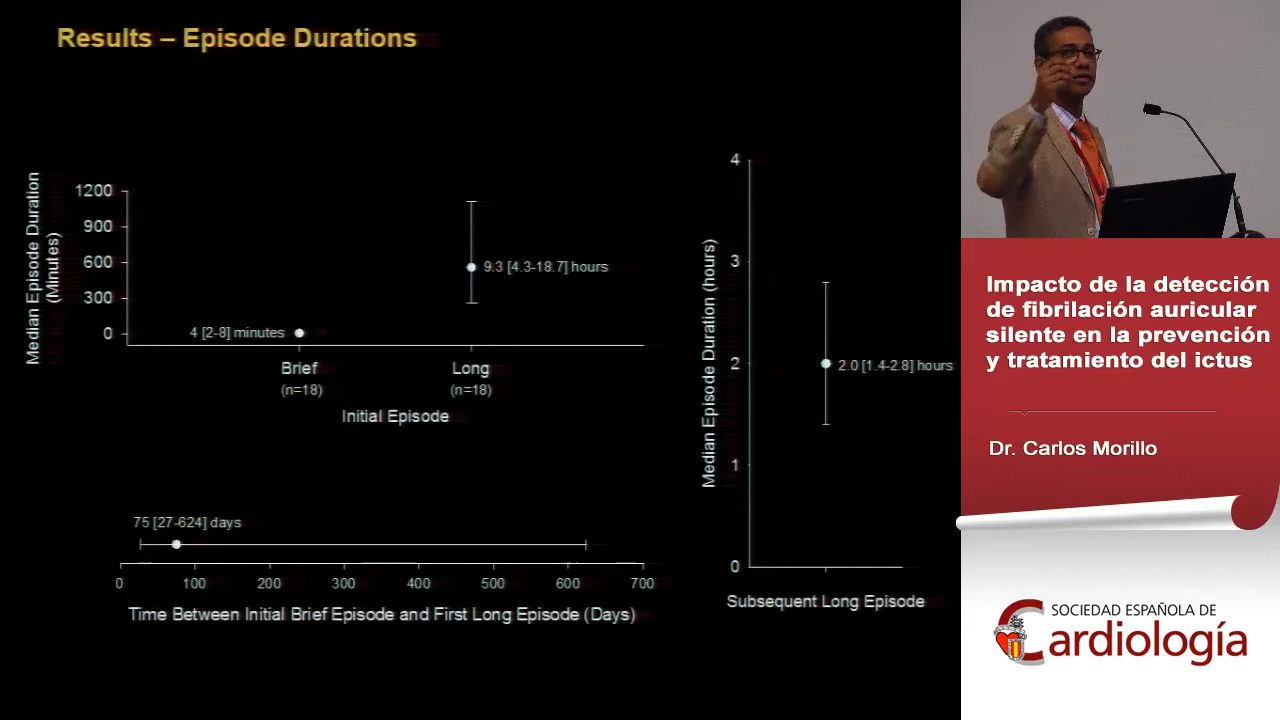 Results – Episode Durations
Median Episode Duration
(Minutes)
1200
900
600
300
0
9.3 [4.3-18.7] hours
4 [2-8] minutes
Brief
(n=18)
Long
(n=18)
Initial Episode
75 [27-624] days
0
100
200
300
400
500
600
700
Time Between Initial Brief Episode and First Long Episode (Days)
Median Episode Duration (hours)
4
3
2
1
0
2.0 [1.4-2.8] hours
Subsequent Long Episode
Impacto de la detección
de fibrilación auricular
silente en la prevención
y tratamiento del ictus
Dr. Carlos Morillo
SOCIEDAD ESPAÑOLA DE
Cardiología